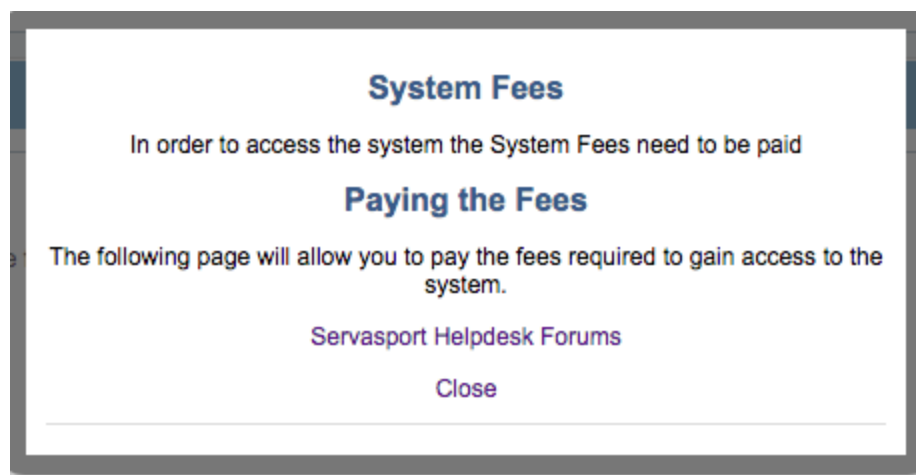 System Fees
In order to access the system the System Fees need to be paid
Paying the Fees
The following page will allow you to pay the fees required to gain access to the
system.
Servasport Helpdesk Forums
Close